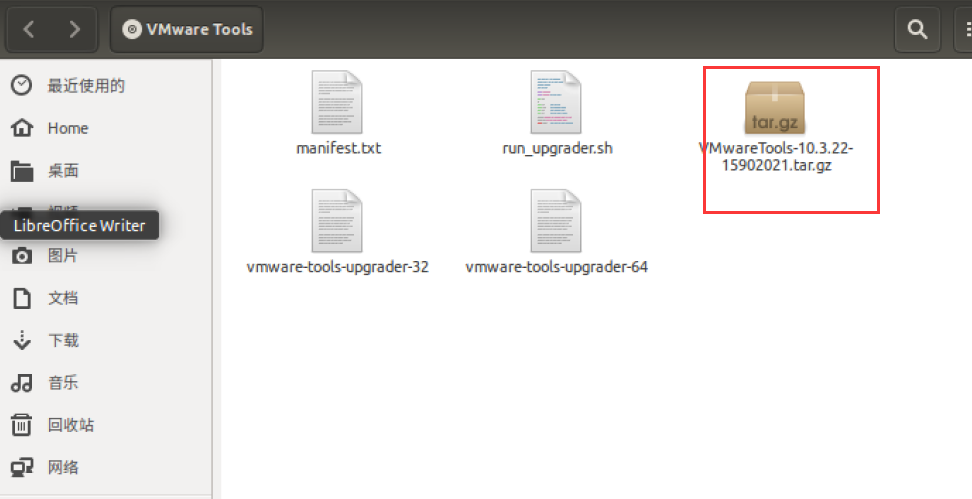 VMware Tools
最近使用的
Home
桌面
LibreOffice Writer
图片
文档
下载
音乐
回收站
网络
manifest.txt
run_upgrader.sh
tar.gz
VMwareTools-10.3.22-
15902021.tar.gz
vmware-tools-upgrader-32
vmware-tools-upgrader-64